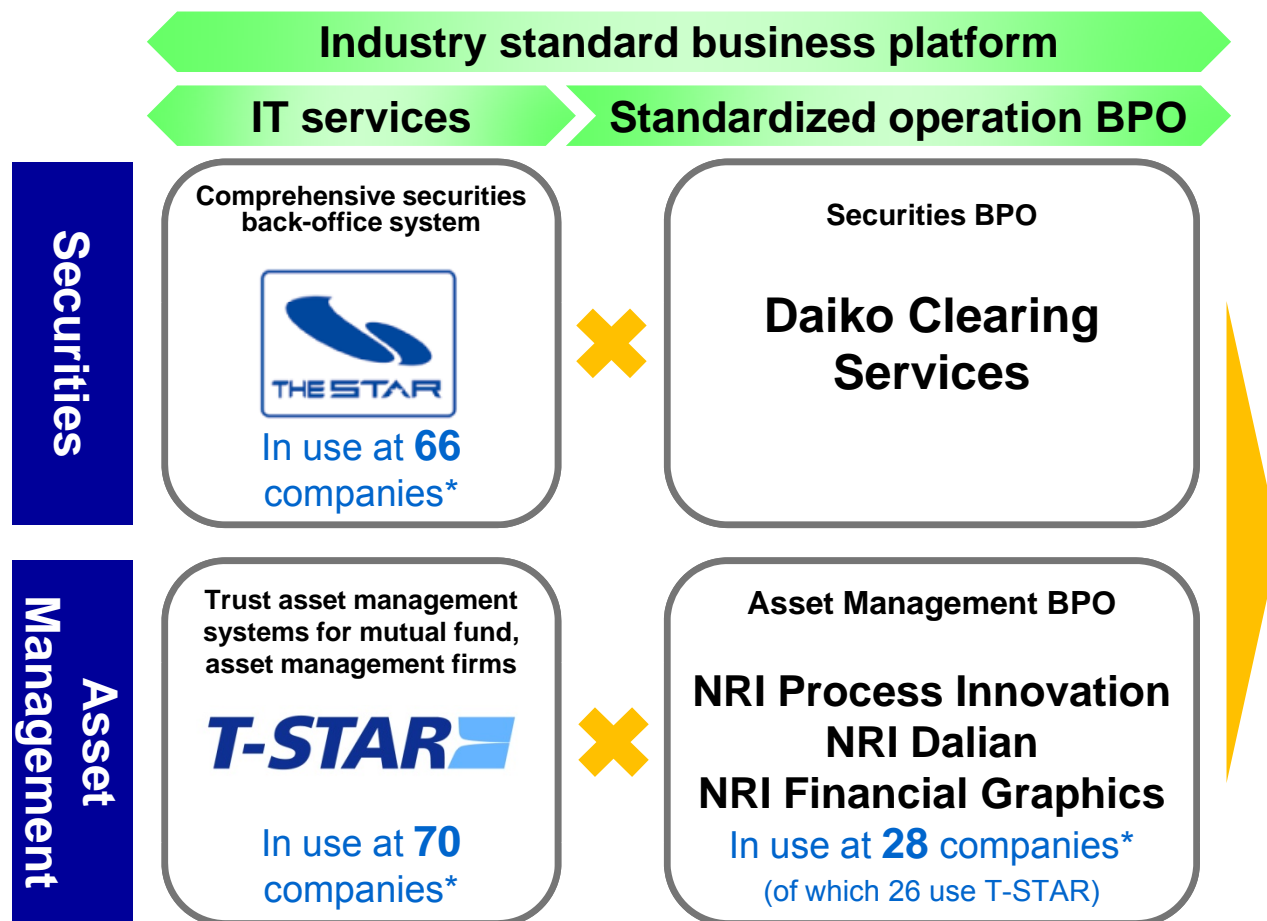 Industry standard business platform
IT services
Standardized operation BPO
Securities
Comprehensive securities
back-office system
THE STAR
In use at 66
companies*
Securities BPO
Daiko Clearing
Services
Asset
Management
Trust asset management
systems for mutual fund,
asset management firms
T-STAR
In use at 70
companies*
Asset Management BPO
NRI Process Innovation
NRI Dalian
NRI Financial Graphics
In use at 28 companies*
(of which 26 use T-STAR)